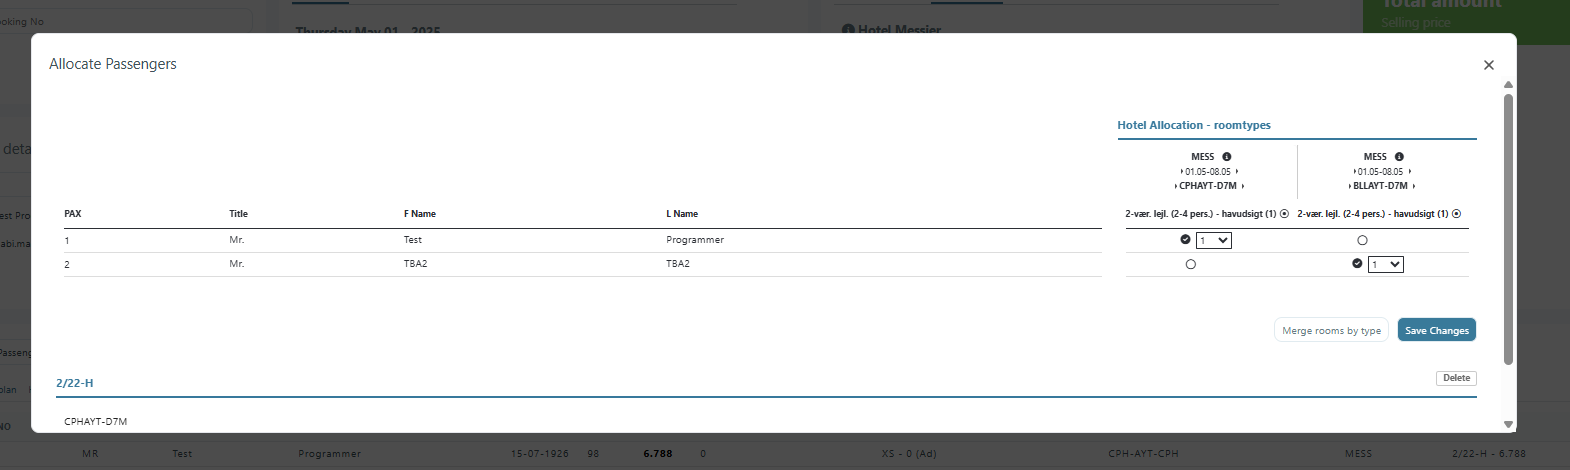 ooking No
Thursday May 01 - 2025
Hotel Messier
Total amount
Selling price
Allocate Passengers
Hotel Allocation - roomtypes
MESS MESS
01.05-08.05 01.05-08.05
CPHAYT-D7M BLLAYT-D7M
PAX Title F Name L Name 2-vær. lejl. (2-4 pers.) - havudsigt (1) 2-vær. lejl. (2-4 pers.) - havudsigt (1)
1 Mr. Test Programmer 1
2 Mr. TBA2 TBA2 1
Merge rooms by type Save Changes
2/22-H Delete
CPHAYT-D7M
deta
est Pro
abi.ma
Passeng
plan
NO
MR Test Programmer 15-07-1926 98 6.788 0 XS - 0 (Ad) CPH-AYT-CPH MESS 2/22-H - 6.788